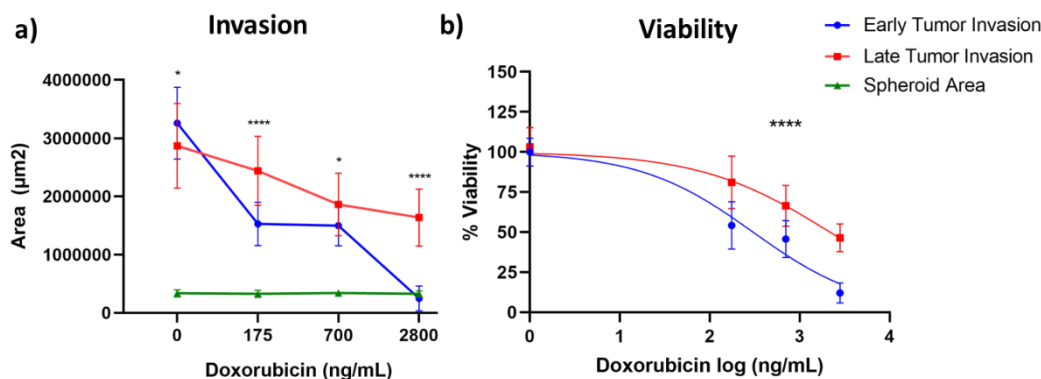 a)
Invasion
Area (µm2)
4000000
3000000
2000000
1000000
0
*
****
*
****
0 175 700 2800
Doxorubicin (ng/mL)
b)
Viability
% Viability
150
125
100
75
50
25
0
****
0 1 2 3 4
Doxorubicin log (ng/mL)
Early Tumor Invasion
Late Tumor Invasion
Spheroid Area